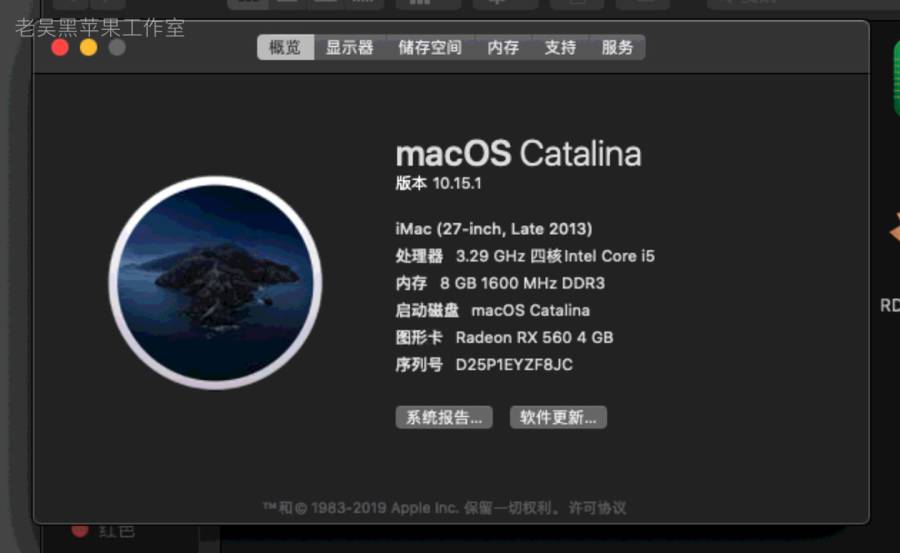 老吴黑苹果工作室
概览 显示器 储存空间 内存 支持 服务
macOS Catalina
版本 10.15.1
iMac (27-inch, Late 2013)
处理器 3.29 GHz 四核Intel Core i5
内存 8 GB 1600 MHz DDR3
启动磁盘 macOS Catalina
图形卡 Radeon RX 560 4 GB
序列号 D25P1EYZF8JC
系统报告... 软件更新...
™和© 1983-2019 Apple Inc. 保留一切权利。许可协议
RD
红色